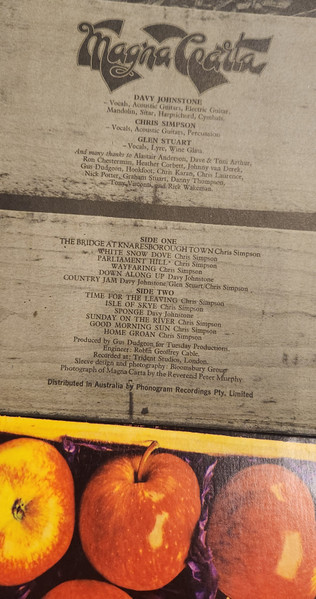 Magna Carta
DAVY JOHNSTONE
- Vocals, Acoustic Guitars, Electric Guitar,
Mandolin, Sitar, Harpsichord, Cymbals.
CHRIS SIMPSON
- Vocals, Acoustic Guitars, Percussion
GLEN STUART
- Vocals, Lyre, Wine Glass.
And many thanks to Alastair Anderson, Dave & Toni Arthur,
Ron Chesterman, Heather Corbett, Johnny van Derek,
Gus Dudgeon, Hookfoot, Chris Karan, Chris Laurence,
Nick Potter, Graham Stuart, Danny Thompson,
Tony Visconti and Rick Wakeman.
SIDE ONE
THE BRIDGE AT KNARESBOROUGH TOWN Chris Simpson
WHITE SNOW DOVE Chris Simpson
PARLIAMENT HILL Chris Simpson
WAYFARING Chris Simpson
DOWN ALONG UP Davy Johnstone
COUNTRY JAM Davy Johnstone/Glen Stuart/Chris Simpson
SIDE TWO
TIME FOR THE LEAVING Chris Simpson
ISLE OF SKYE Chris Simpson
SPONGE Davy Johnstone
SUNDAY ON THE RIVER Chris Simpson
GOOD MORNING SUN Chris Simpson
HOME GROAN Chris Simpson
Produced by Gus Dudgeon for Tuesday Productions.
Engineer: Robin Geoffrey Cable.
Recorded at: Trident Studios, London.
Sleeve design and photography: Bloomsbury Group
Photograph of Magna Carta by the Reverend Peter Murphy
Distributed in Australia by Phonogram Recordings Pty, Limited